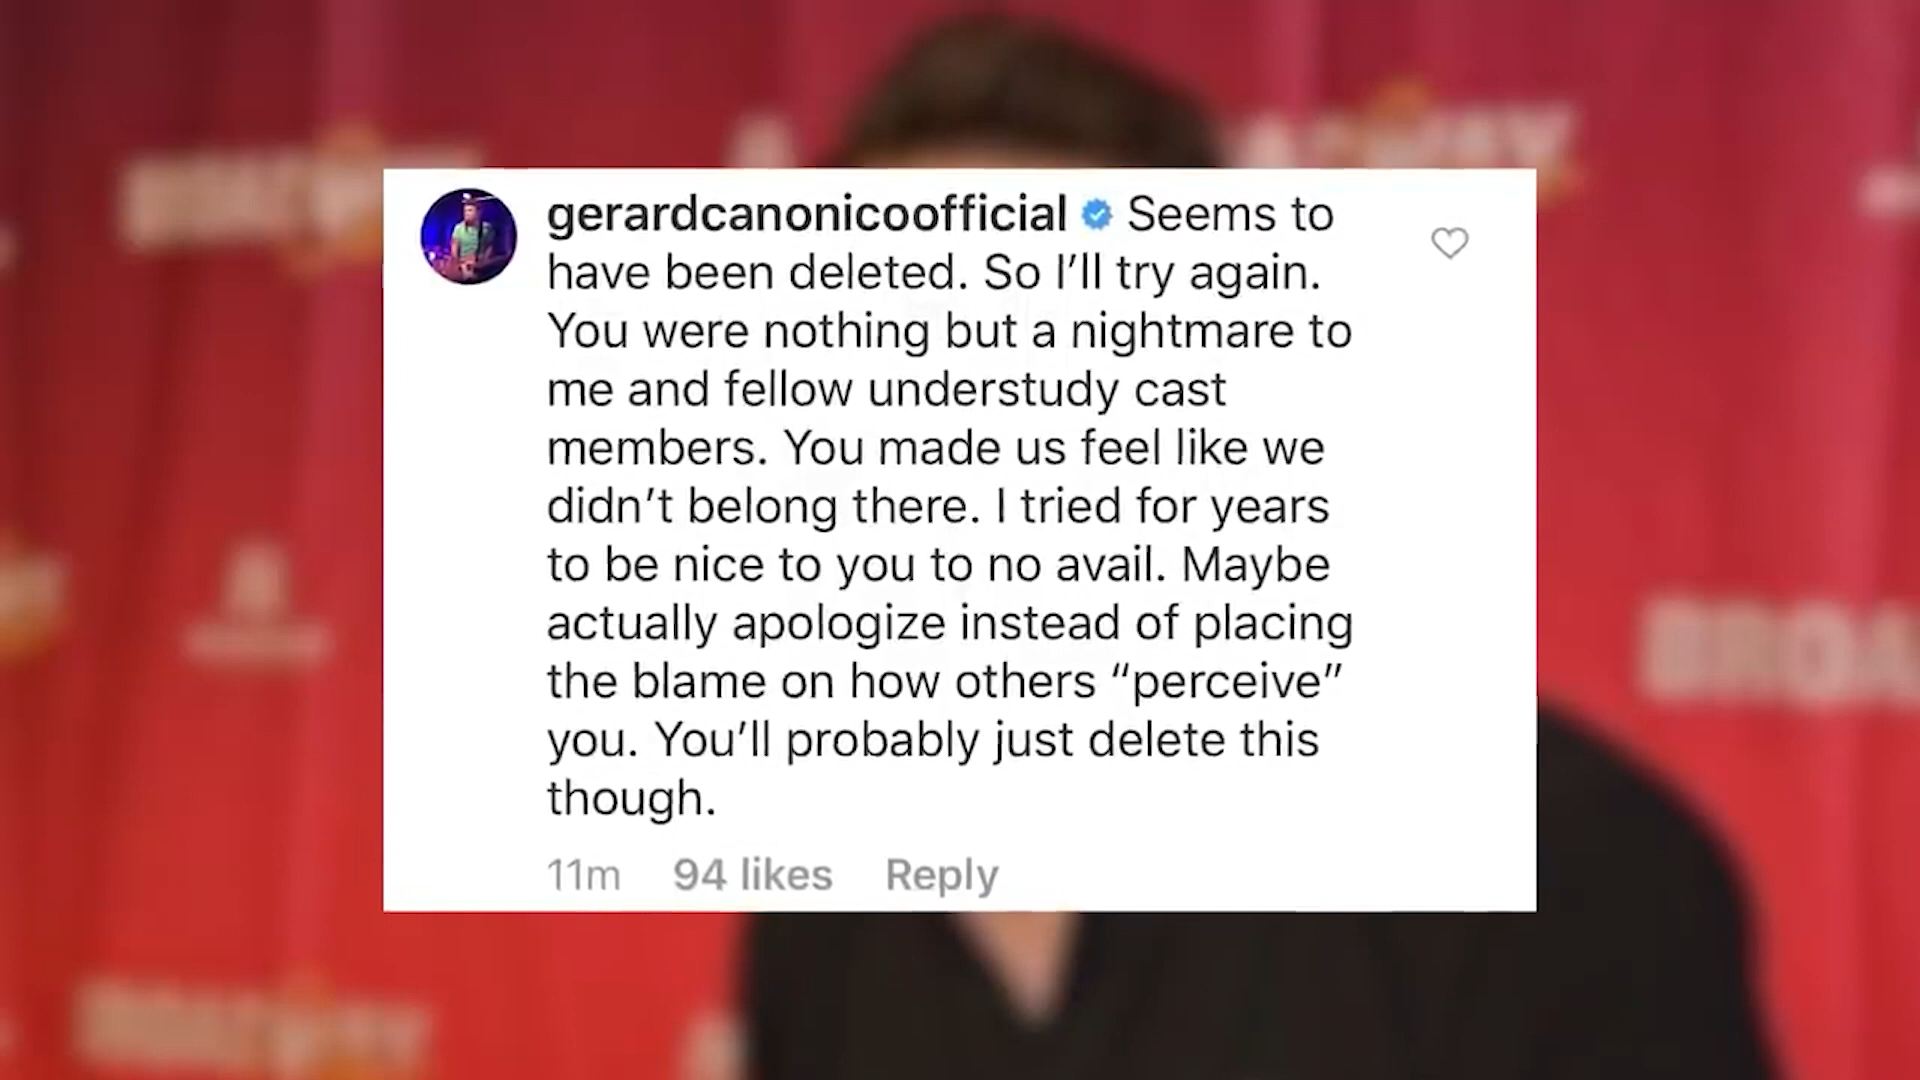 gerardcanonicoofficial Seems to
have been deleted. So I’ll try again.
You were nothing but a nightmare to
me and fellow understudy cast
members. You made us feel like we
didn’t belong there. I tried for years
to be nice to you to no avail. Maybe
actually apologize instead of placing
the blame on how others “perceive”
you. You’ll probably just delete this
though.
11m 94 likes Reply